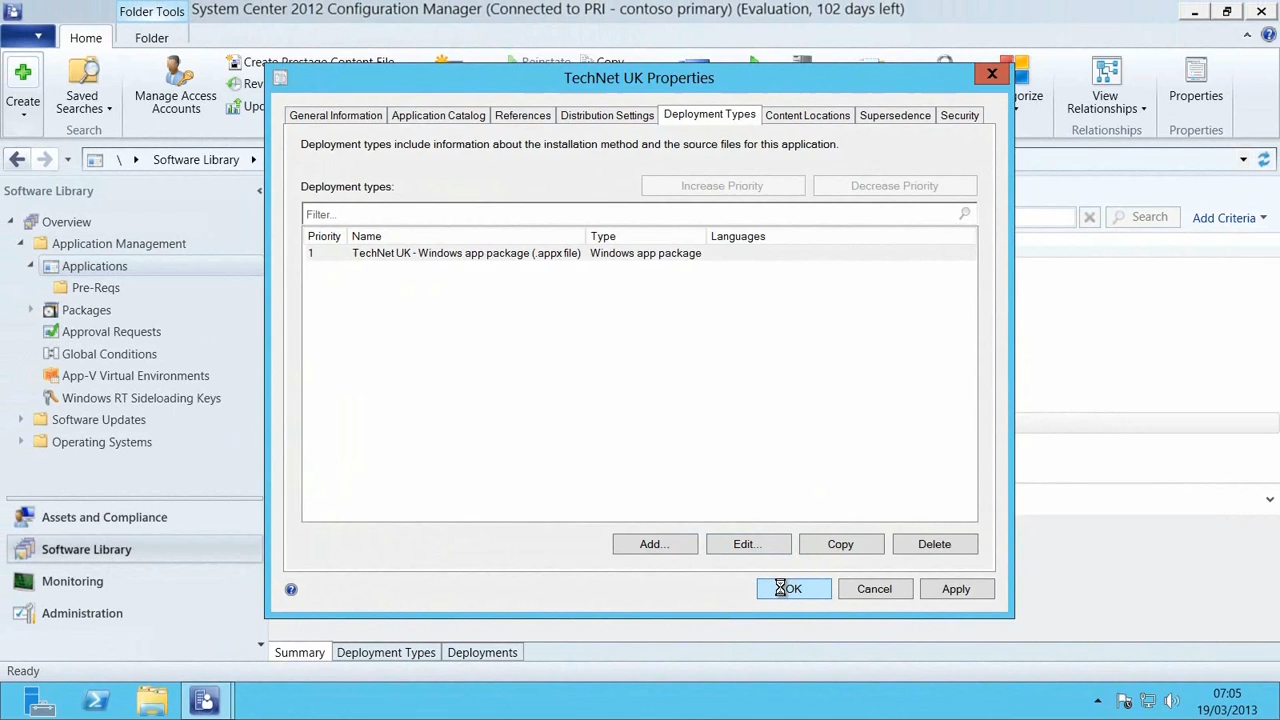 Folder Tools
System Center 2012 Configuration Manager (Connected to PRI - contoso primary) (Evaluation, 102 days left)
Home
Folder
Create
Saved
Searches
Search
Manage Access
Accounts
Create Prestage Content File
View
Relationships
Relationships
Properties
Properties
\ Software Library
Software Library
Overview
Application Management
Applications
Pre-Reqs
Packages
Approval Requests
Global Conditions
App-V Virtual Environments
Windows RT Sideloading Keys
Software Updates
Operating Systems
Assets and Compliance
Software Library
Monitoring
Administration
Search
Add Criteria
TechNet UK Properties
General Information
Application Catalog
References
Distribution Settings
Deployment Types
Content Locations
Supersedence
Security
Deployment types include information about the installation method and the source files for this application.
Deployment types:
Increase Priority
Decrease Priority
Filter...
Priority Name Type Languages
1 TechNet UK - Windows app package (.appx file) Windows app package
Add...
Edit...
Copy
Delete
OK
Cancel
Apply
Summary
Deployment Types
Deployments
Ready
07:05
19/03/2013